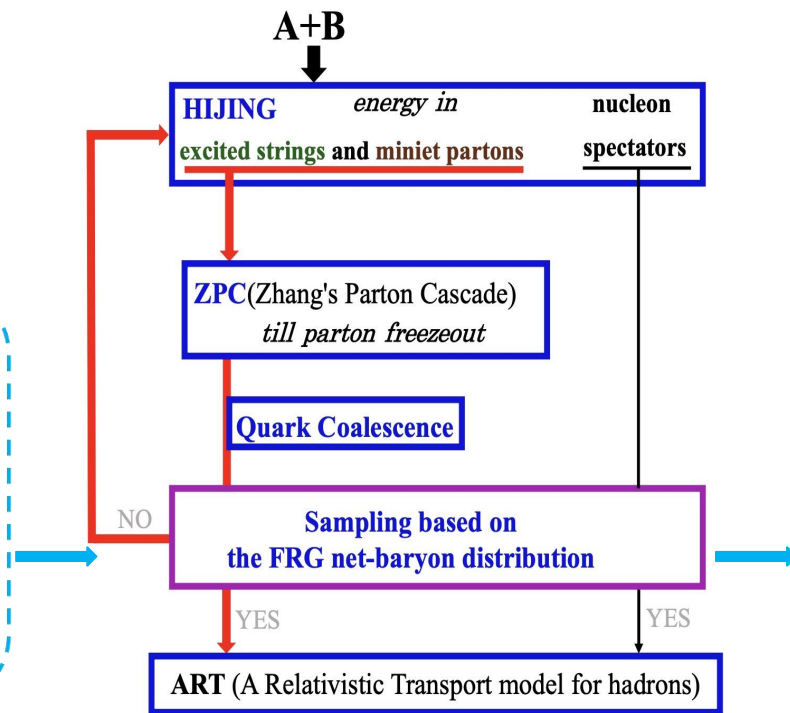 A+B
HIJING energy in nucleon
excited strings and miniet partons spectators
ZPC(Zhang's Parton Cascade)
till parton freezeout
Quark Coalescence
NO
Sampling based on
the FRG net-baryon distribution
YES YES
ART (A Relativistic Transport model for hadrons)